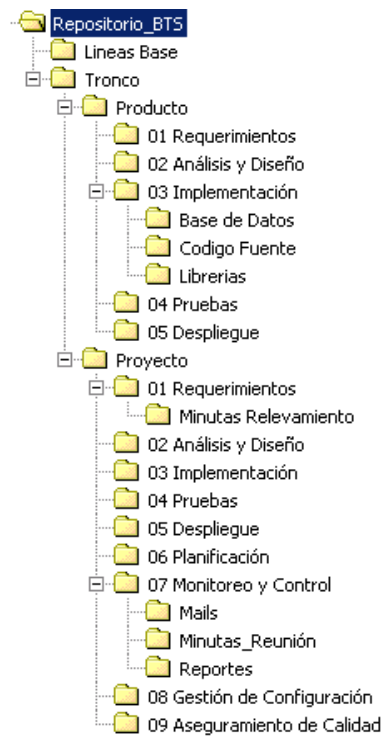 Repositorio_BTS
Lineas Base
Tronco
Producto
01 Requerimientos
02 Análisis y Diseño
03 Implementación
Base de Datos
Codigo Fuente
Librerias
04 Pruebas
05 Despliegue
Proyecto
01 Requerimientos
Minutas Relevamiento
02 Análisis y Diseño
03 Implementación
04 Pruebas
05 Despliegue
06 Planificación
07 Monitoreo y Control
Mails
Minutas_Reunión
Reportes
08 Gestión de Configuración
09 Aseguramiento de Calidad